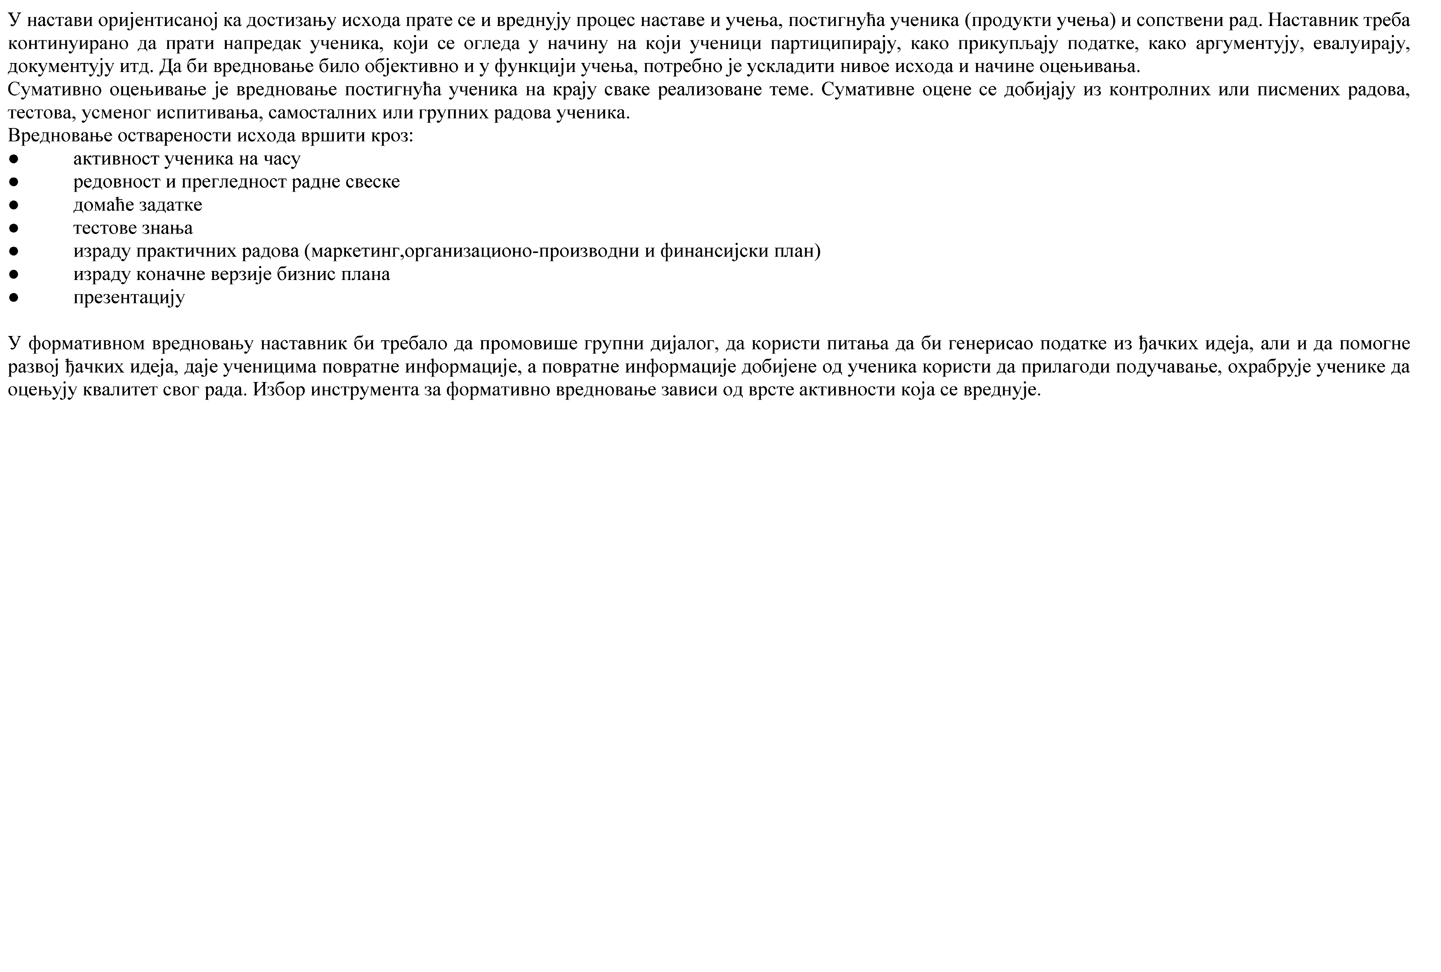 У настави оријентисаној ка достизању исхода прате се и вреднују процес наставе и учења, постигнућа ученика (продукти учења) и сопствени рад. Наставник треба
континуирано да прати напредак ученика, који се огледа у начину на који ученици партиципирају, како прикупљају податке, како аргументују, евалуирају,
документују итд. Да би вредновање било објективно и у функцији учења, потребно је ускладити нивое исхода и начине оцењивања.
Сумативно оцењивање је вредновање постигнућа ученика на крају сваке реализоване теме. Сумативне оцене се добијају из контролних или писмених радова,
тестова, усменог испитивања, самосталних или групних радова ученика.
Вредновање остварености исхода вршити кроз:
● активност ученика на часу
● редовност и прегледност радне свеске
● домаће задатке
● тестове знања
● израду практичних радова (маркетинг,организационо-производни и финансијски план)
● израду коначне верзије бизнис плана
● презентацију
У формативном вредновању наставник би требало да промовише групни дијалог, да користи питања да би генерисао податке из ђачких идеја, али и да помогне
развој ђачких идеја, даје ученицима повратне информације, а повратне информације добијене од ученика користи да прилагоди подучавање, охрабрује ученике да
оцењују квалитет свог рада. Избор инструмента за формативно вредновање зависи од врсте активности која се вреднује.